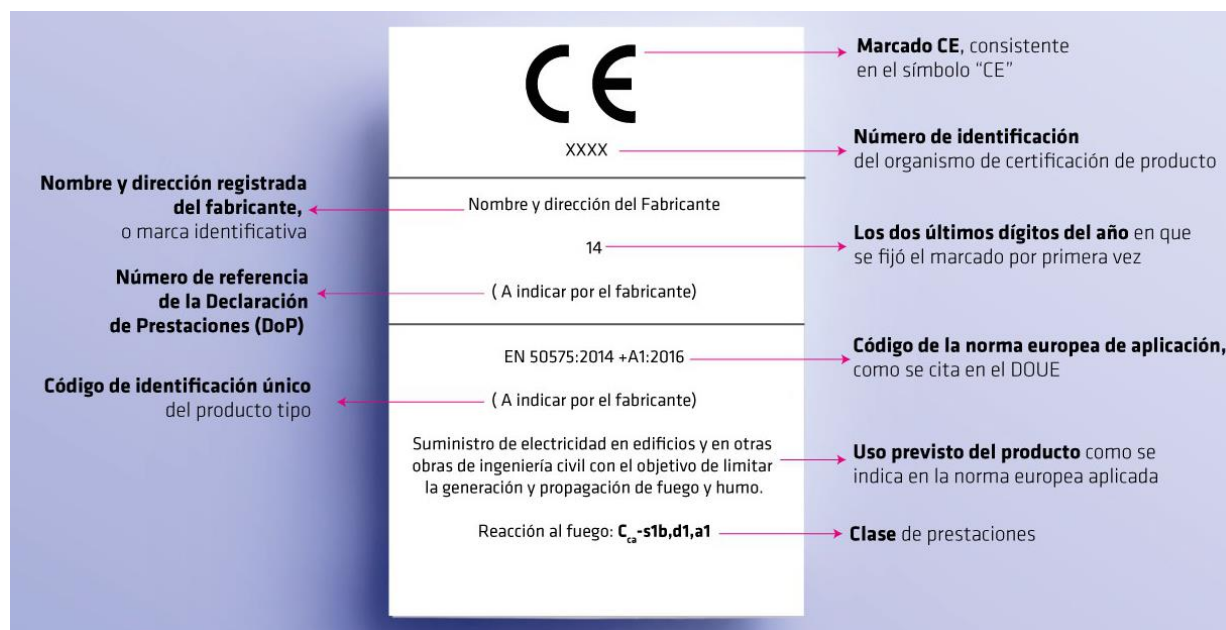 CE
XXXX
Nombre y dirección del Fabricante
14
( A indicar por el fabricante)
EN 50575:2014 +A1:2016
( A indicar por el fabricante)
Suministro de electricidad en edificios y en otras
obras de ingeniería civil con el objetivo de limitar
la generación y propagación de fuego y humo.
Reacción al fuego: Cca-s1b,d1,a1
Nombre y dirección registrada
del fabricante,
o marca identificativa
Número de referencia
de la Declaración
de Prestaciones (DoP)
Código de identificación único
del producto tipo
Marcado CE, consistente
en el símbolo “CE”
Número de identificación
del organismo de certificación de producto
Los dos últimos dígitos del año en que
se fijó el marcado por primera vez
Código de la norma europea de aplicación,
como se cita en el DOUE
Uso previsto del producto como se
indica en la norma europea aplicada
Clase de prestaciones